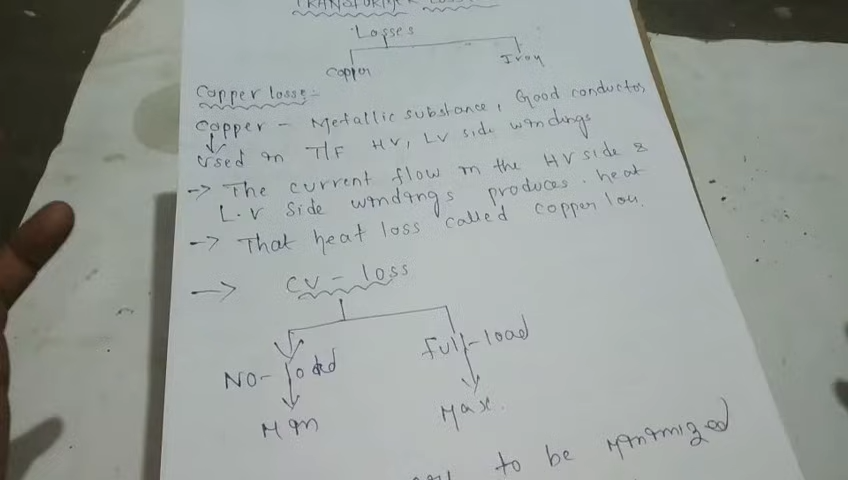 TRANSFORMER LOSS
Losses
Copper
Iron
Copper losse:-
Copper - Metallic substance, Good conductor,
Used in T/F HV, LV side windings
-> The current flow in the HV side &
L.V side windings produces heat
-> That heat loss called copper loss.
-> CU - loss
No-load
Full-load
Min
Max.
to be minimized